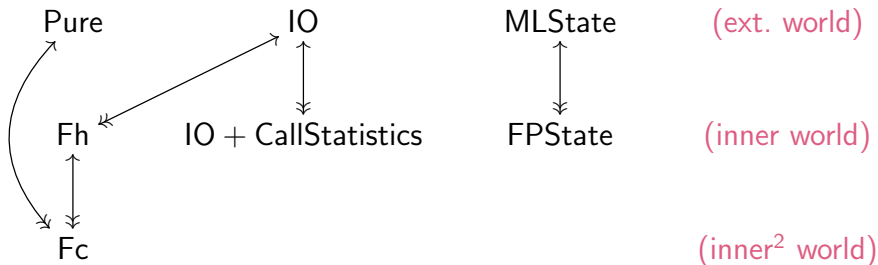 Pure IO MLState (ext. world)
Fh IO + CallStatistics FPState (inner world)
Fc (inner² world)